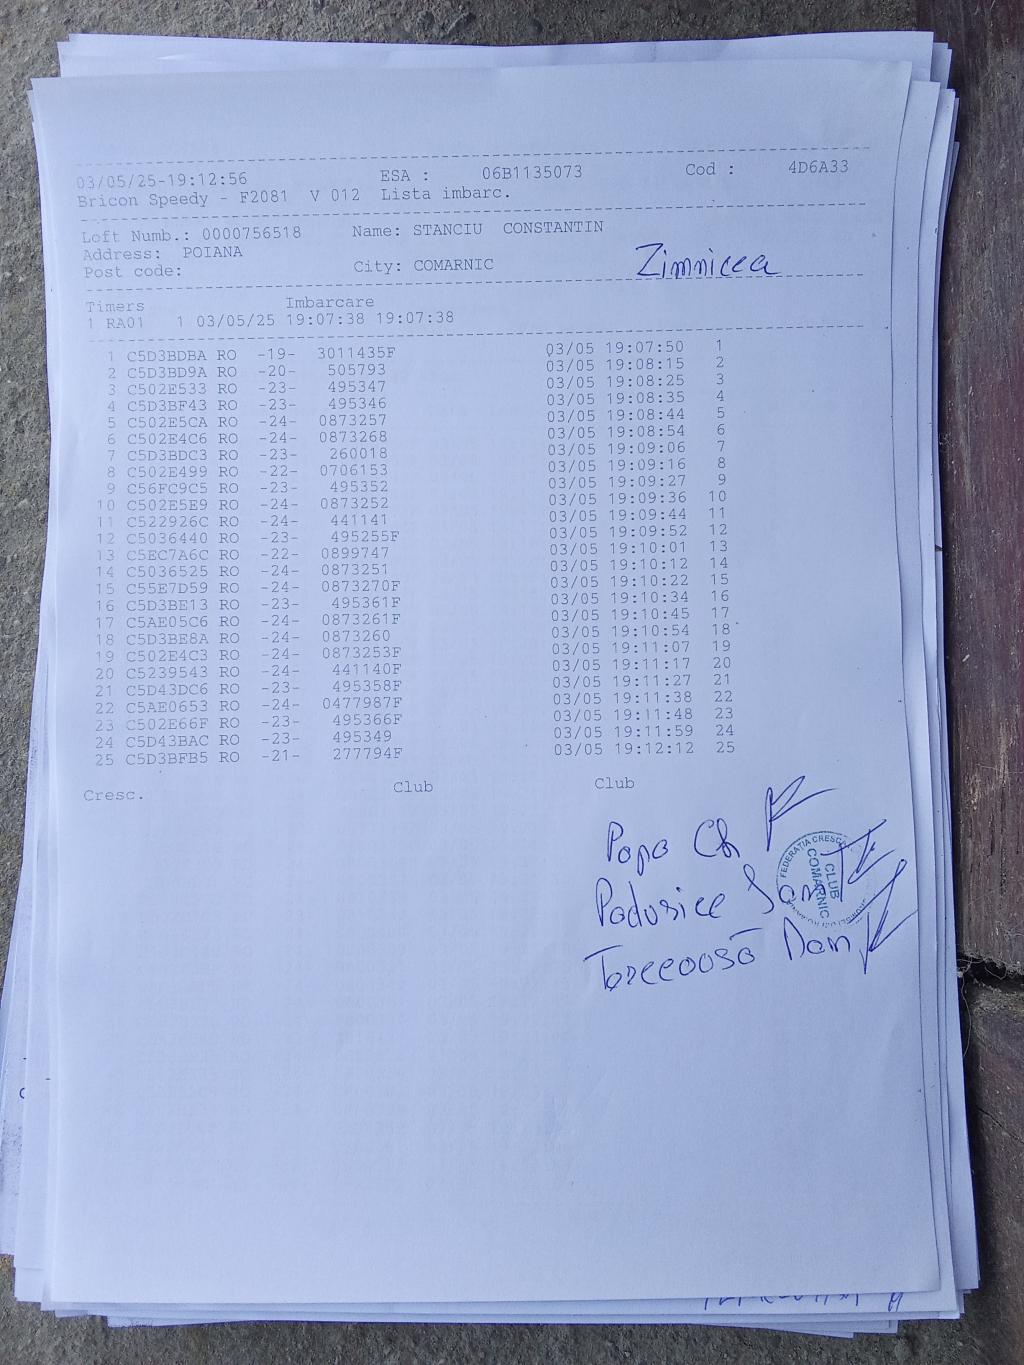 03/05/25-19:12:56 ESA : 06B1135073 Cod : 4D6A33
Bricon Speedy - F2081 V 012 Lista imbarc.
Loft Numb.: 0000756518 Name: STANCIU CONSTANTIN
Address: POIANA
Post code: City: COMARNIC
Zimnicea
Timers Imbarcare
1 RA01 1 03/05/25 19:07:38 19:07:38
1 C5D3BDBA RO -19- 3011435F 03/05 19:07:50 1
2 C5D3BD9A RO -20- 505793 03/05 19:08:15 2
3 C502E533 RO -23- 495347 03/05 19:08:25 3
4 C5D3BF43 RO -23- 495346 03/05 19:08:35 4
5 C502E5CA RO -24- 0873257 03/05 19:08:44 5
6 C502E4C6 RO -24- 0873268 03/05 19:08:54 6
7 C5D3BDC3 RO -23- 260018 03/05 19:09:06 7
8 C502E499 RO -22- 0706153 03/05 19:09:16 8
9 C56FC9C5 RO -23- 495352 03/05 19:09:27 9
10 C502E5E9 RO -24- 0873252 03/05 19:09:36 10
11 C522926C RO -24- 441141 03/05 19:09:44 11
12 C5036440 RO -23- 495255F 03/05 19:09:52 12
13 C5EC7A6C RO -22- 0899747 03/05 19:10:01 13
14 C5036525 RO -24- 0873251 03/05 19:10:12 14
15 C55E7D59 RO -24- 0873270F 03/05 19:10:22 15
16 C5D3BE13 RO -23- 495361F 03/05 19:10:34 16
17 C5AE05C6 RO -24- 0873261F 03/05 19:10:45 17
18 C5D3BE8A RO -24- 0873260 03/05 19:10:54 18
19 C502E4C3 RO -24- 0873253F 03/05 19:11:07 19
20 C5239543 RO -24- 441140F 03/05 19:11:17 20
21 C5D43DC6 RO -23- 495358F 03/05 19:11:27 21
22 C5AE0653 RO -24- 0477987F 03/05 19:11:38 22
23 C502E66F RO -23- 495366F 03/05 19:11:48 23
24 C5D43BAC RO -23- 495349 03/05 19:11:59 24
25 C5D3BFB5 RO -21- 277794F 03/05 19:12:12 25
Cresc. Club Club
Popa Ch
Dan
FEDERATIA
CLUB
COMARNIC